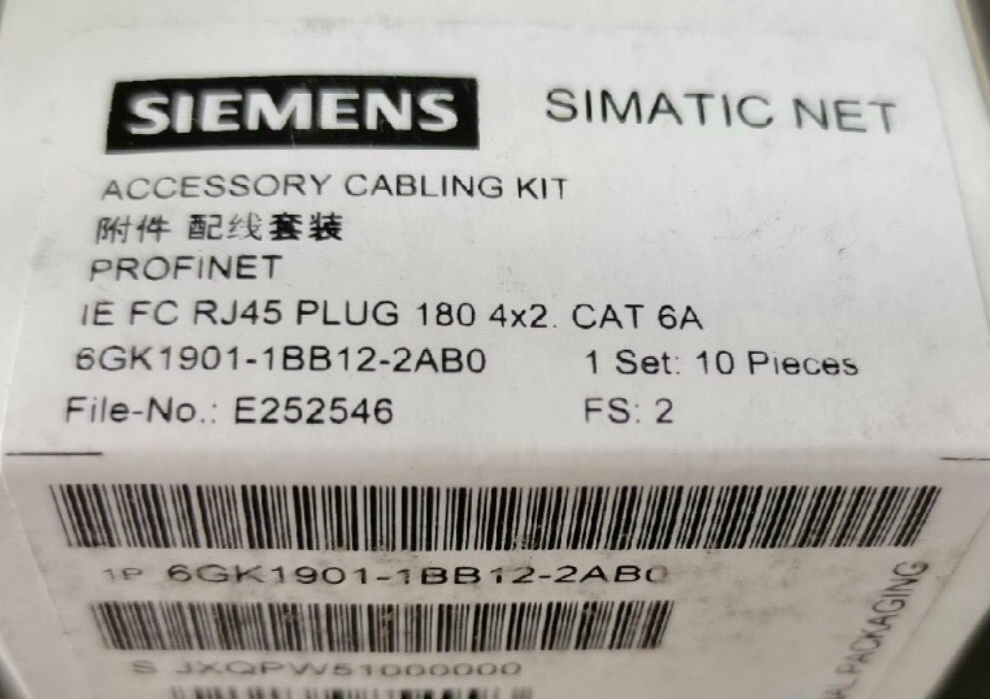 SIEMENS SIMATIC NET
ACCESSORY CABLING KIT
附件 配线套装
PROFINET
IE FC RJ45 PLUG 180 4x2. CAT 6A
6GK1901-1BB12-2AB0 1 Set: 10 Pieces
File-No.: E252546 FS: 2
1P 6GK1901-1BB12-2AB0
S JXQPW51000000
PACKAGING